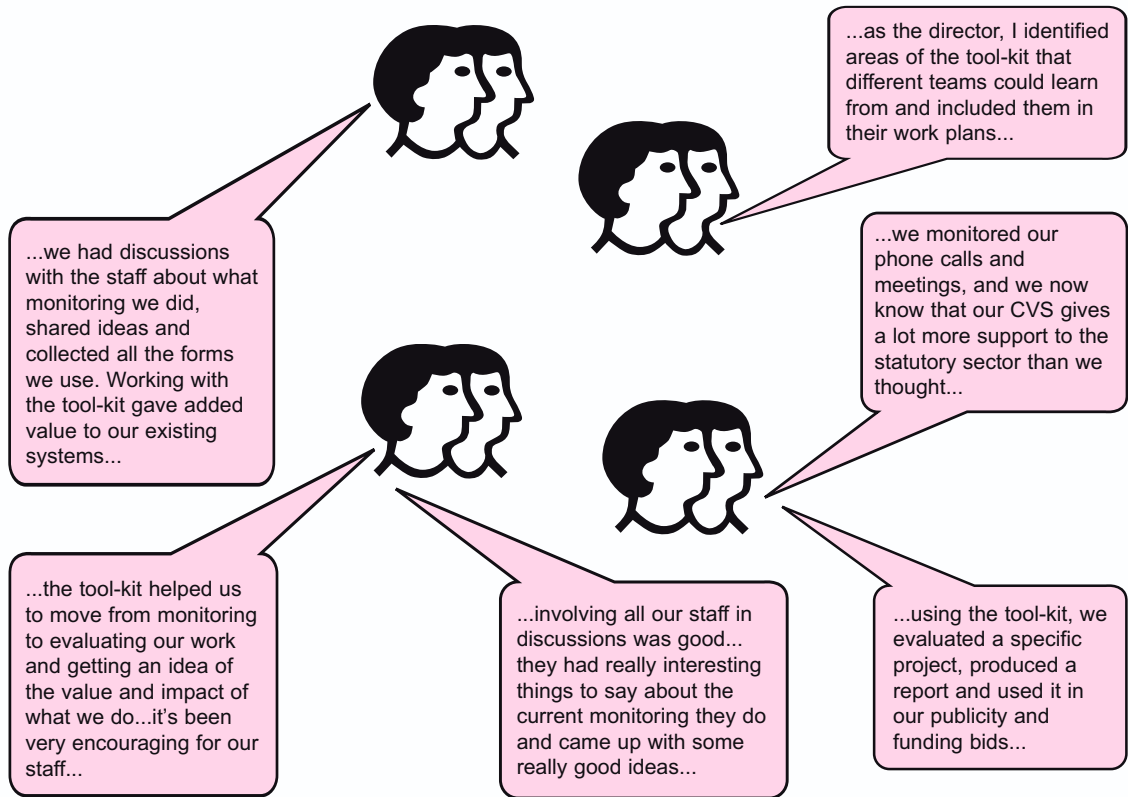 ...as the director, I identified
areas of the tool-kit that
different teams could learn
from and included them in
their work plans...
...we had discussions
with the staff about what
monitoring we did,
shared ideas and
collected all the forms
we use. Working with
the tool-kit gave added
value to our existing
systems...
...we monitored our
phone calls and
meetings, and we now
know that our CVS gives
a lot more support to the
statutory sector than we
thought...
...the tool-kit helped us
to move from monitoring
to evaluating our work
and getting an idea of
the value and impact of
what we do...it’s been
very encouraging for our
staff...
...involving all our staff in
discussions was good...
they had really interesting
things to say about the
current monitoring they do
and came up with some
really good ideas...
...using the tool-kit, we
evaluated a specific
project, produced a
report and used it in
our publicity and
funding bids...